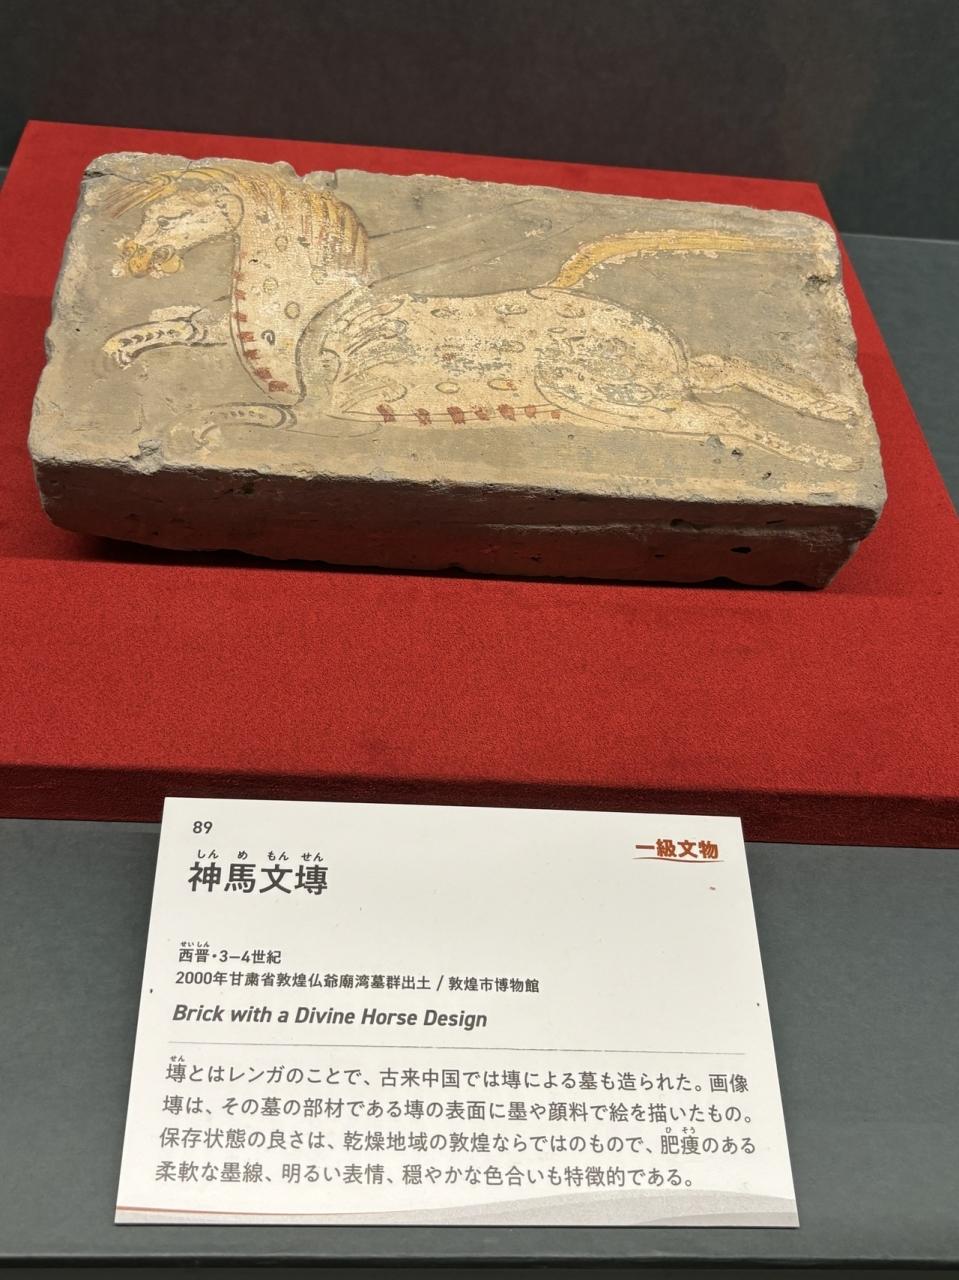 89
一級文物
しん め もん せん
神馬文塼
せいしん
西晋・3–4世紀
2000年甘粛省敦煌仏爺廟湾墓群出土 / 敦煌市博物館
Brick with a Divine Horse Design
せん
塼とはレンガのことで、古来中国では塼による墓も造られた。画像
塼は、その墓の部材である塼の表面に墨や顔料で絵を描いたもの。
ひ そう
保存状態の良さは、乾燥地域の敦煌ならではのもので、肥痩のある
柔軟な墨線、明るい表情、穏やかな色合いも特徴的である。